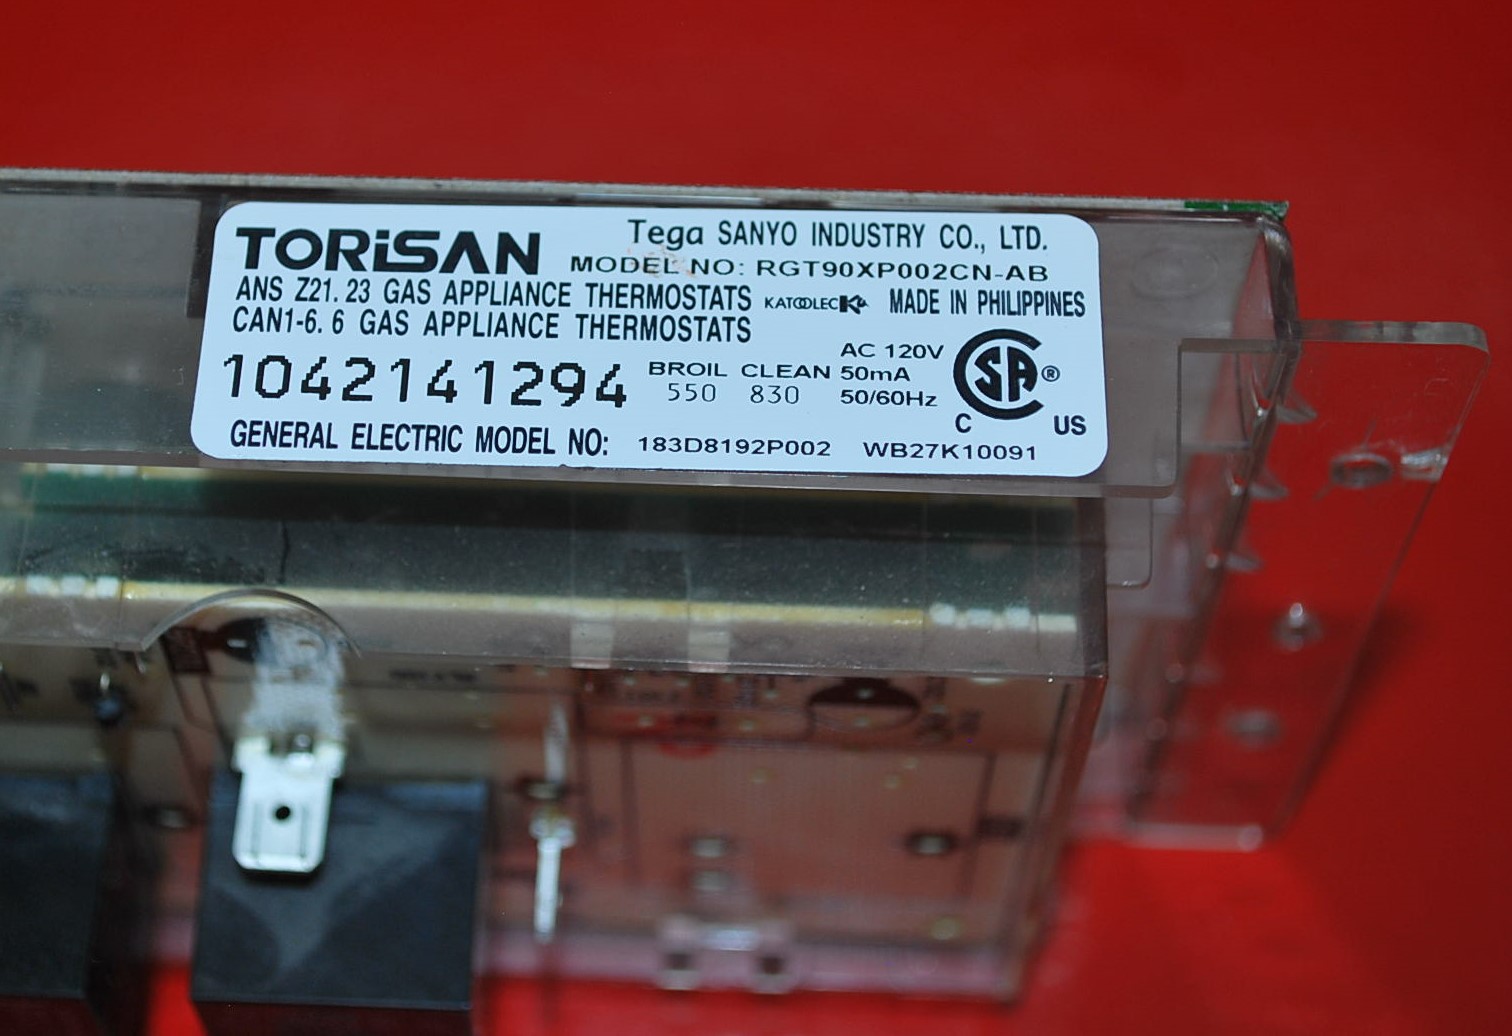 TORiSAN Tega SANYO INDUSTRY CO., LTD.
MODEL NO: RGT90XP002CN-AB
ANS Z21.23 GAS APPLIANCE THERMOSTATS KATOOLEC MADE IN PHILIPPINES
CAN1-6.6 GAS APPLIANCE THERMOSTATS
1042141294
BROIL CLEAN
550 830
AC 120V
50mA
50/60Hz
SA ®
C US
GENERAL ELECTRIC MODEL NO: 183D8192P002 WB27K10091